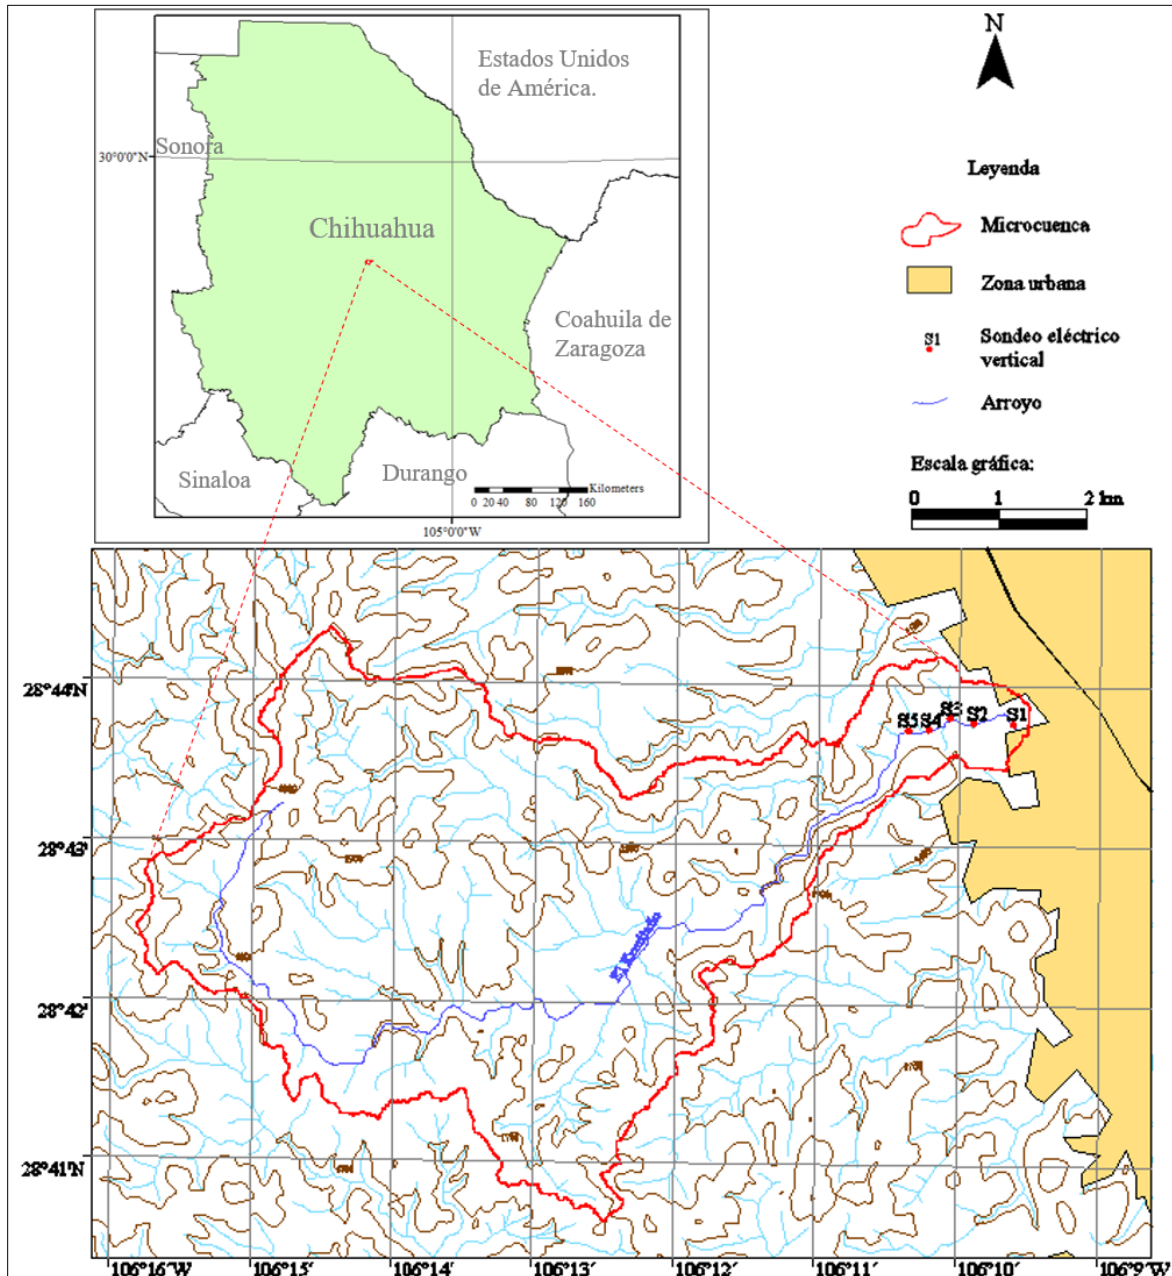 Estados Unidos
de América.
Sonora
30°0'0"N
Chihuahua
Coahuila de
Zaragoza
Sinaloa
Durango
Kilometers
0 20 40 80 120 160
105°0'0"W
N
Leyenda
Microcuenca
Zona urbana
S1
Sondeo eléctrico
vertical
Arroyo
Escala gráfica:
0 1 2 km
28°44'N
S5 S4 S3 S2 S1
28°43'
28°42'
28°41'N
106°16'W 106°15' 106°14' 106°13' 106°12' 106°11' 106°10' 106°9'W